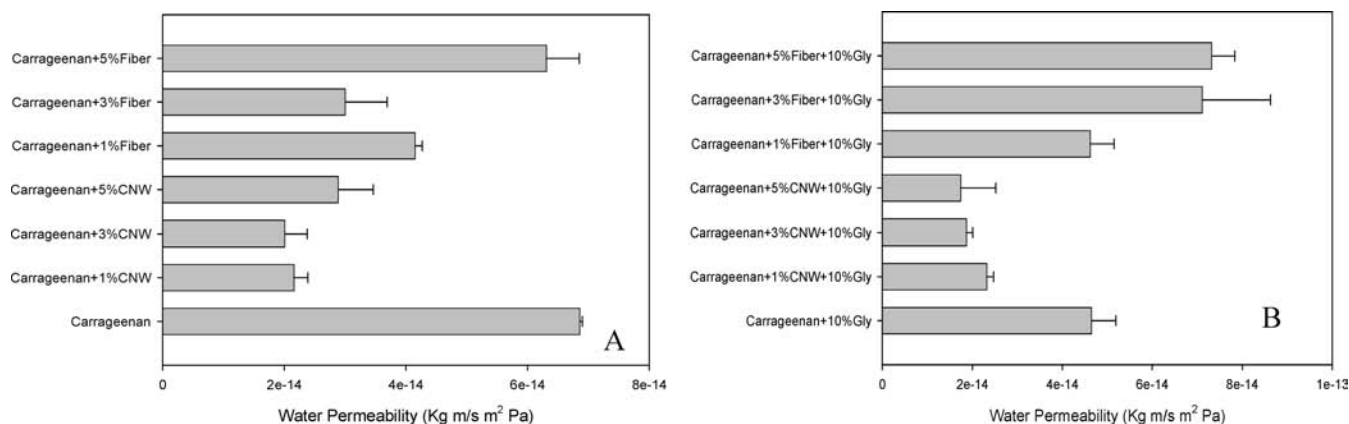 Carrageenan+5%Fiber
Carrageenan+3%Fiber
Carrageenan+1%Fiber
Carrageenan+5%CNW
Carrageenan+3%CNW
Carrageenan+1%CNW
Carrageenan
A
0 2e-14 4e-14 6e-14 8e-14
Water Permeability (Kg m/s m² Pa)
Carrageenan+5%Fiber+10%Gly
Carrageenan+3%Fiber+10%Gly
Carrageenan+1%Fiber+10%Gly
Carrageenan+5%CNW+10%Gly
Carrageenan+3%CNW+10%Gly
Carrageenan+1%CNW+10%Gly
Carrageenan+10%Gly
B
0 2e-14 4e-14 6e-14 8e-14 1e-13
Water Permeability (Kg m/s m² Pa)